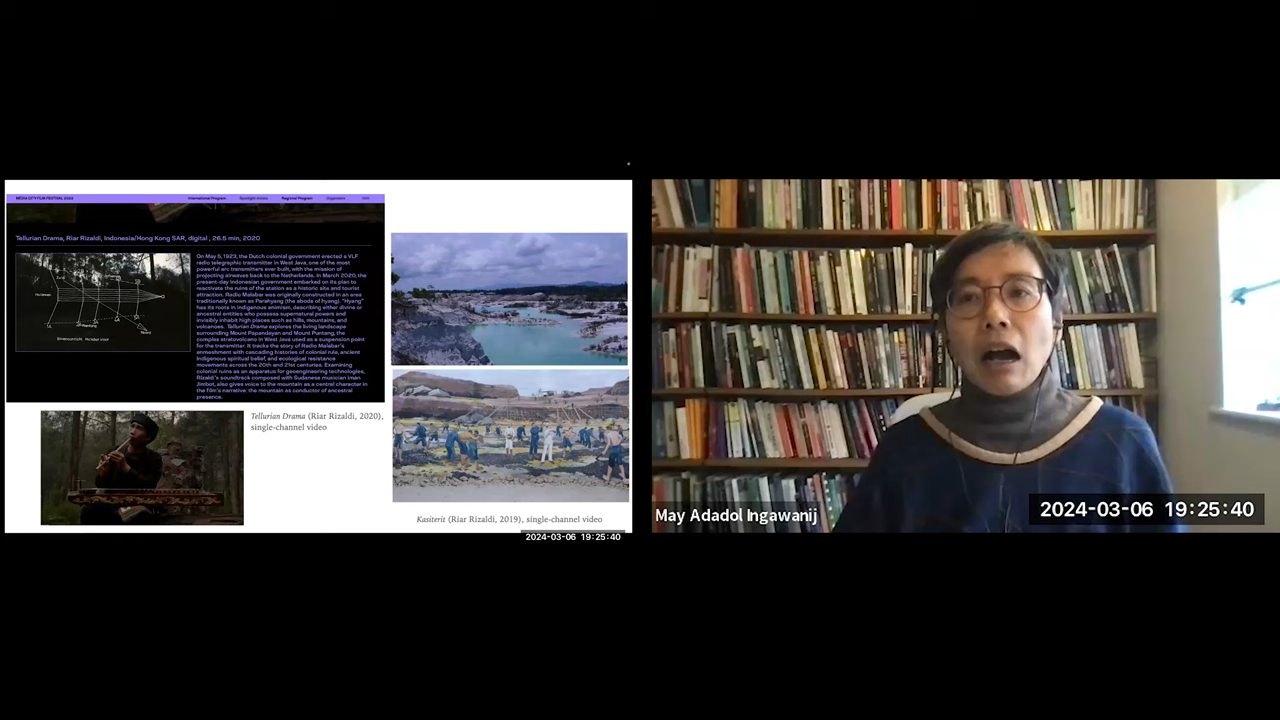 MEDIA CITY FILM FESTIVAL 2022
International Program
Spotlight Artists
Regional Program
Organizers
Tellurian Drama, Riar Rizaldi, Indonesia/Hong Kong SAR, digital , 26.5 min, 2020
On May 5, 1923, the Dutch colonial government erected a VLF
radio telegraphic transmitter in West Java, one of the most
powerful arc transmitters ever built, with the mission of
projecting airwaves back to the Netherlands. In March 2020, the
present-day Indonesian government embarked on its plan to
reactivate the ruins of the station as a historic site and tourist
attraction. Radio Malabar was originally constructed in an area
traditionally known as Parahyang (the abode of hyang). "Hyang"
has its roots in indigenous animism, describing either divine or
ancestral entities who possess supernatural powers and
invisibly inhabit high places such as hills, mountains, and
volcanoes. Tellurian Drama explores the living landscape
surrounding Mount Papandayan and Mount Puntang, the
complex stratovolcano in West Java used as a suspension point
for the transmitter. It tracks the story of Radio Malabar's
enmeshment with cascading histories of colonial rule, ancient
Indigenous spiritual belief, and ecological resistance
movements across the 20th and 21st centuries. Examining
colonial ruins as an apparatus for geoengineering technologies,
Rizaldi's soundtrack composed with Sudanese musician Iman
Jimbot, also gives voice to the mountain as a central character in
the film's narrative: the mountain as conductor of ancestral
presence.
Tellurian Drama (Riar Rizaldi, 2020),
single-channel video
Kasiterit (Riar Rizaldi, 2019), single-channel video
2024-03-06 19:25:40
May Adadol Ingawanij
2024-03-06 19:25:40